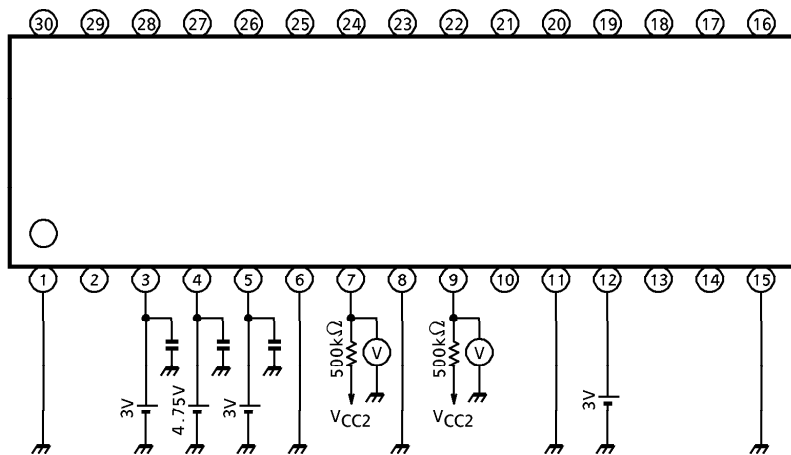 30 29 28 27 26 25 24 23 22 21 20 19 18 17 16
1 2 3 4 5 6 7 8 9 10 11 12 13 14 15
500kΩ V 500kΩ V
3V 4.75V 3V VCC2 VCC2 3V